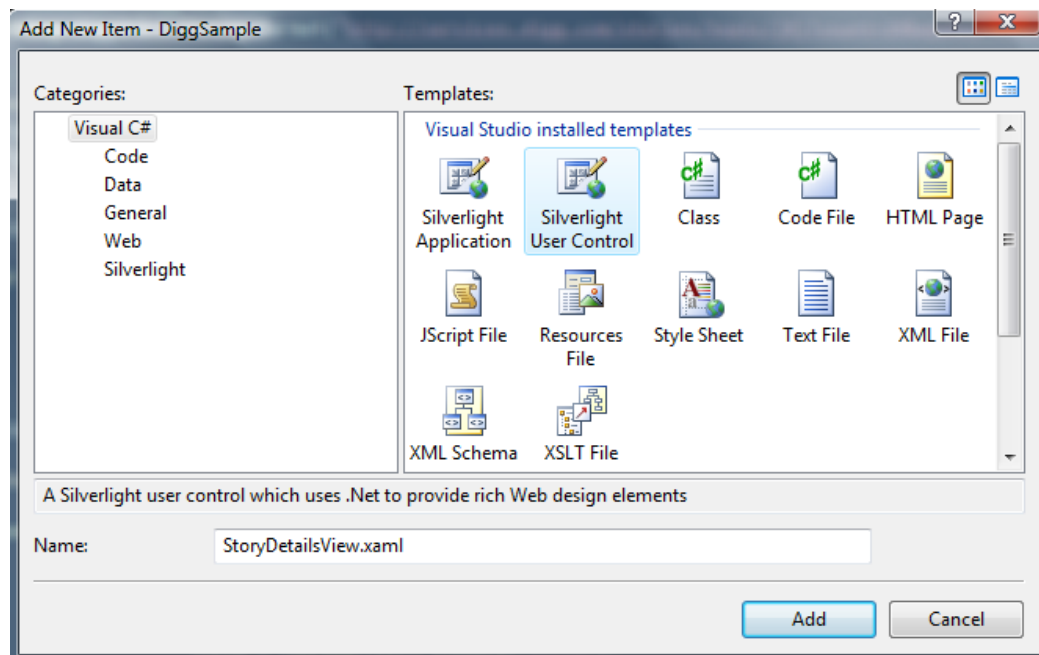 Add New Item - DiggSample
Categories:
Templates:
Visual C#
Code
Data
General
Web
Silverlight
Visual Studio installed templates
Silverlight
Application
Silverlight
User Control
Class
Code File
HTML Page
JScript File
Resources
File
Style Sheet
Text File
XML File
XML Schema
XSLT File
A Silverlight user control which uses .Net to provide rich Web design elements
Name:
StoryDetailsView.xaml
Add
Cancel